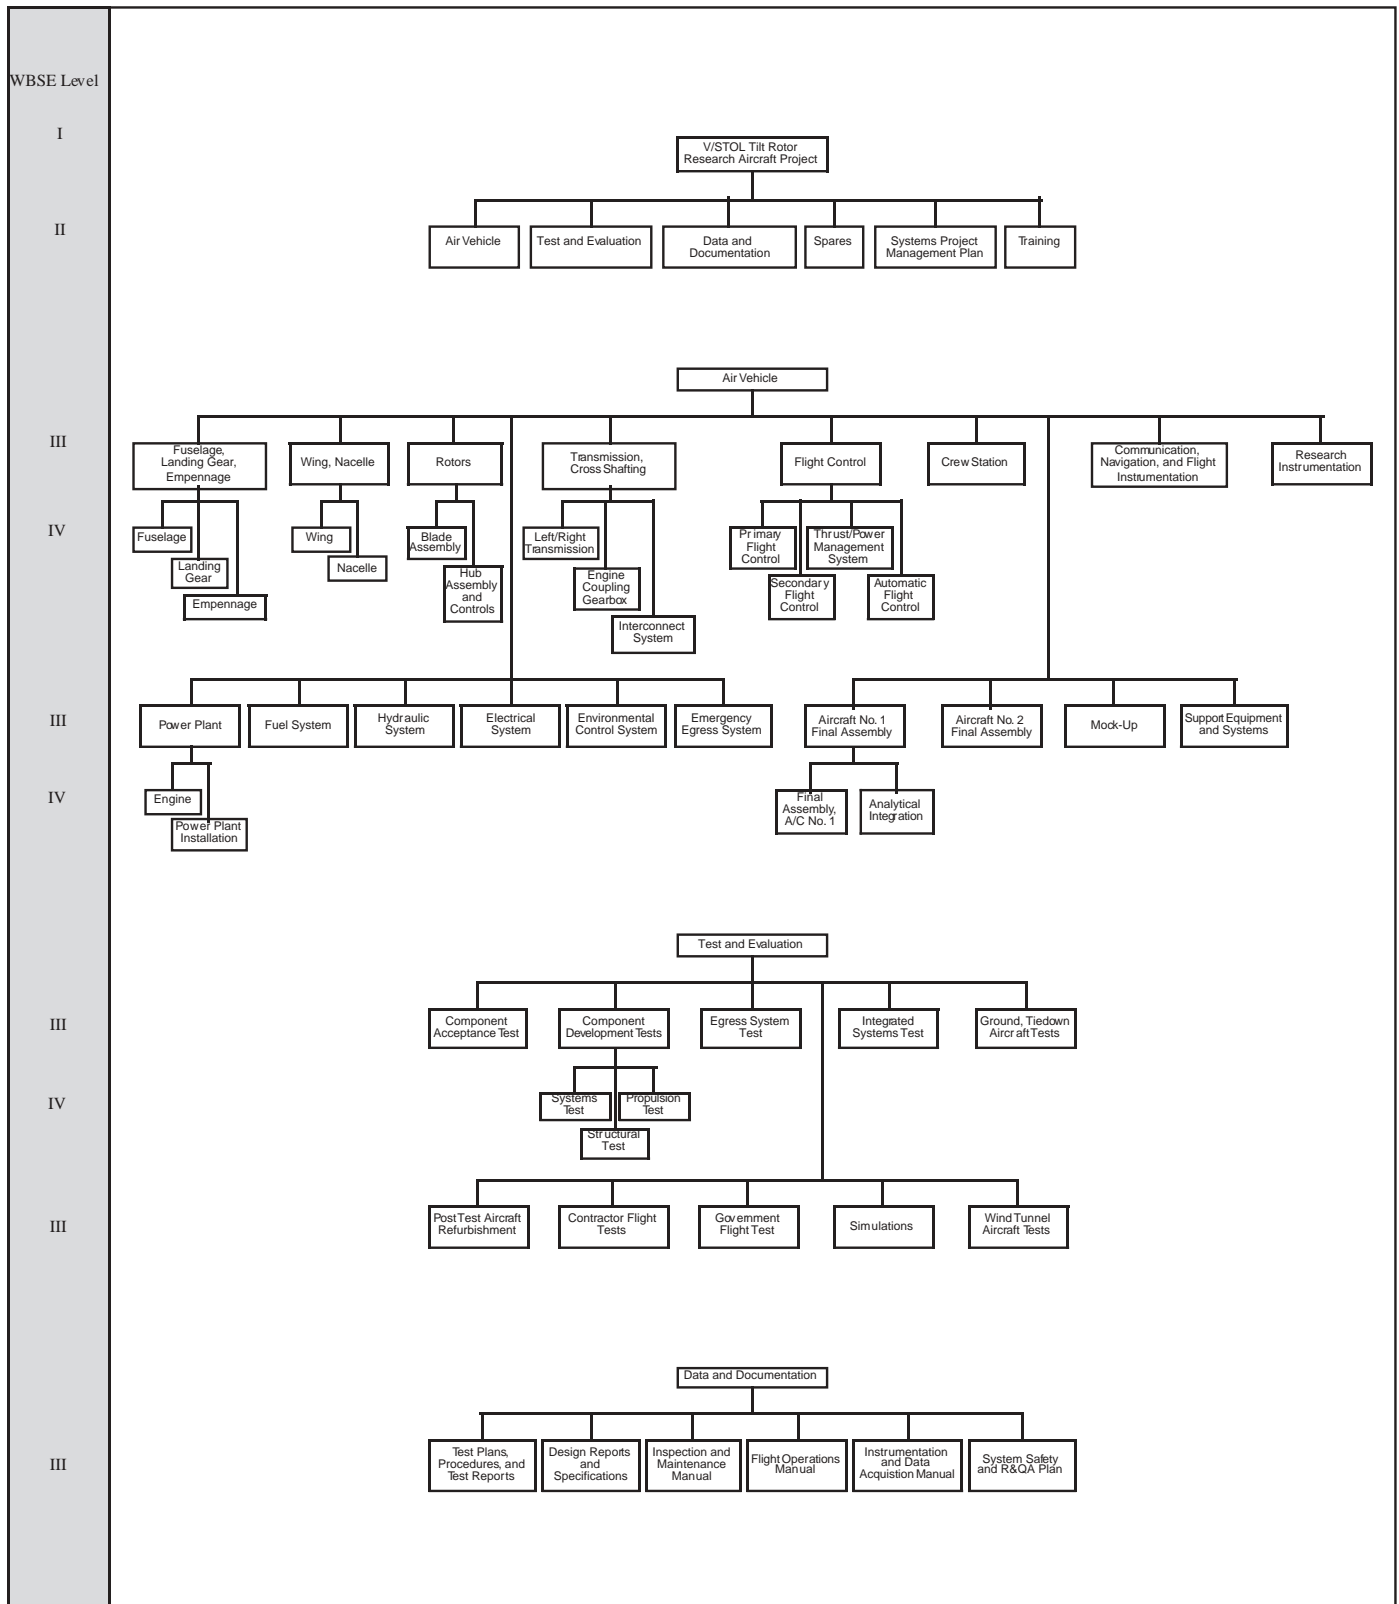 WBSE Level
I
V/STOL Tilt Rotor
Research Aircraft Project
II
Air Vehicle
Test and Evaluation
Data and
Documentation
Spares
Systems Project
Management Plan
Training
Air Vehicle
III
Fuselage,
Landing Gear,
Empennage
Wing, Nacelle
Rotors
Transmission,
Cross Shafting
Flight Control
Crew Station
Communication,
Navigation, and Flight
Instrumentation
Research
Instrumentation
IV
Fuselage
Landing
Gear
Empennage
Wing
Nacelle
Blade
Assembly
Hub
Assembly
and
Controls
Left/Right
Transmission
Engine
Coupling
Gearbox
Interconnect
System
Primary
Flight
Control
Secondary
Flight
Control
Thrust/Power
Management
System
Automatic
Flight
Control
III
Power Plant
Fuel System
Hydraulic
System
Electrical
System
Environmental
Control System
Emergency
Egress System
Aircraft No. 1
Final Assembly
Aircraft No. 2
Final Assembly
Mock-Up
Support Equipment
and Systems
IV
Engine
Power Plant
Installation
Final
Assembly,
A/C No. 1
Analytical
Integration
Test and Evaluation
III
Component
Acceptance Test
Component
Development Tests
Egress System
Test
Integrated
Systems Test
Ground, Tiedown
Aircraft Tests
IV
Systems
Test
Propulsion
Test
Structural
Test
III
Post Test Aircraft
Refurbishment
Contractor Flight
Tests
Government
Flight Test
Simulations
Wind Tunnel
Aircraft Tests
Data and Documentation
III
Test Plans,
Procedures, and
Test Reports
Design Reports
and
Specifications
Inspection and
Maintenance
Manual
Flight Operations
Manual
Instrumentation
and Data
Acquistion Manual
System Safety
and R&QA Plan